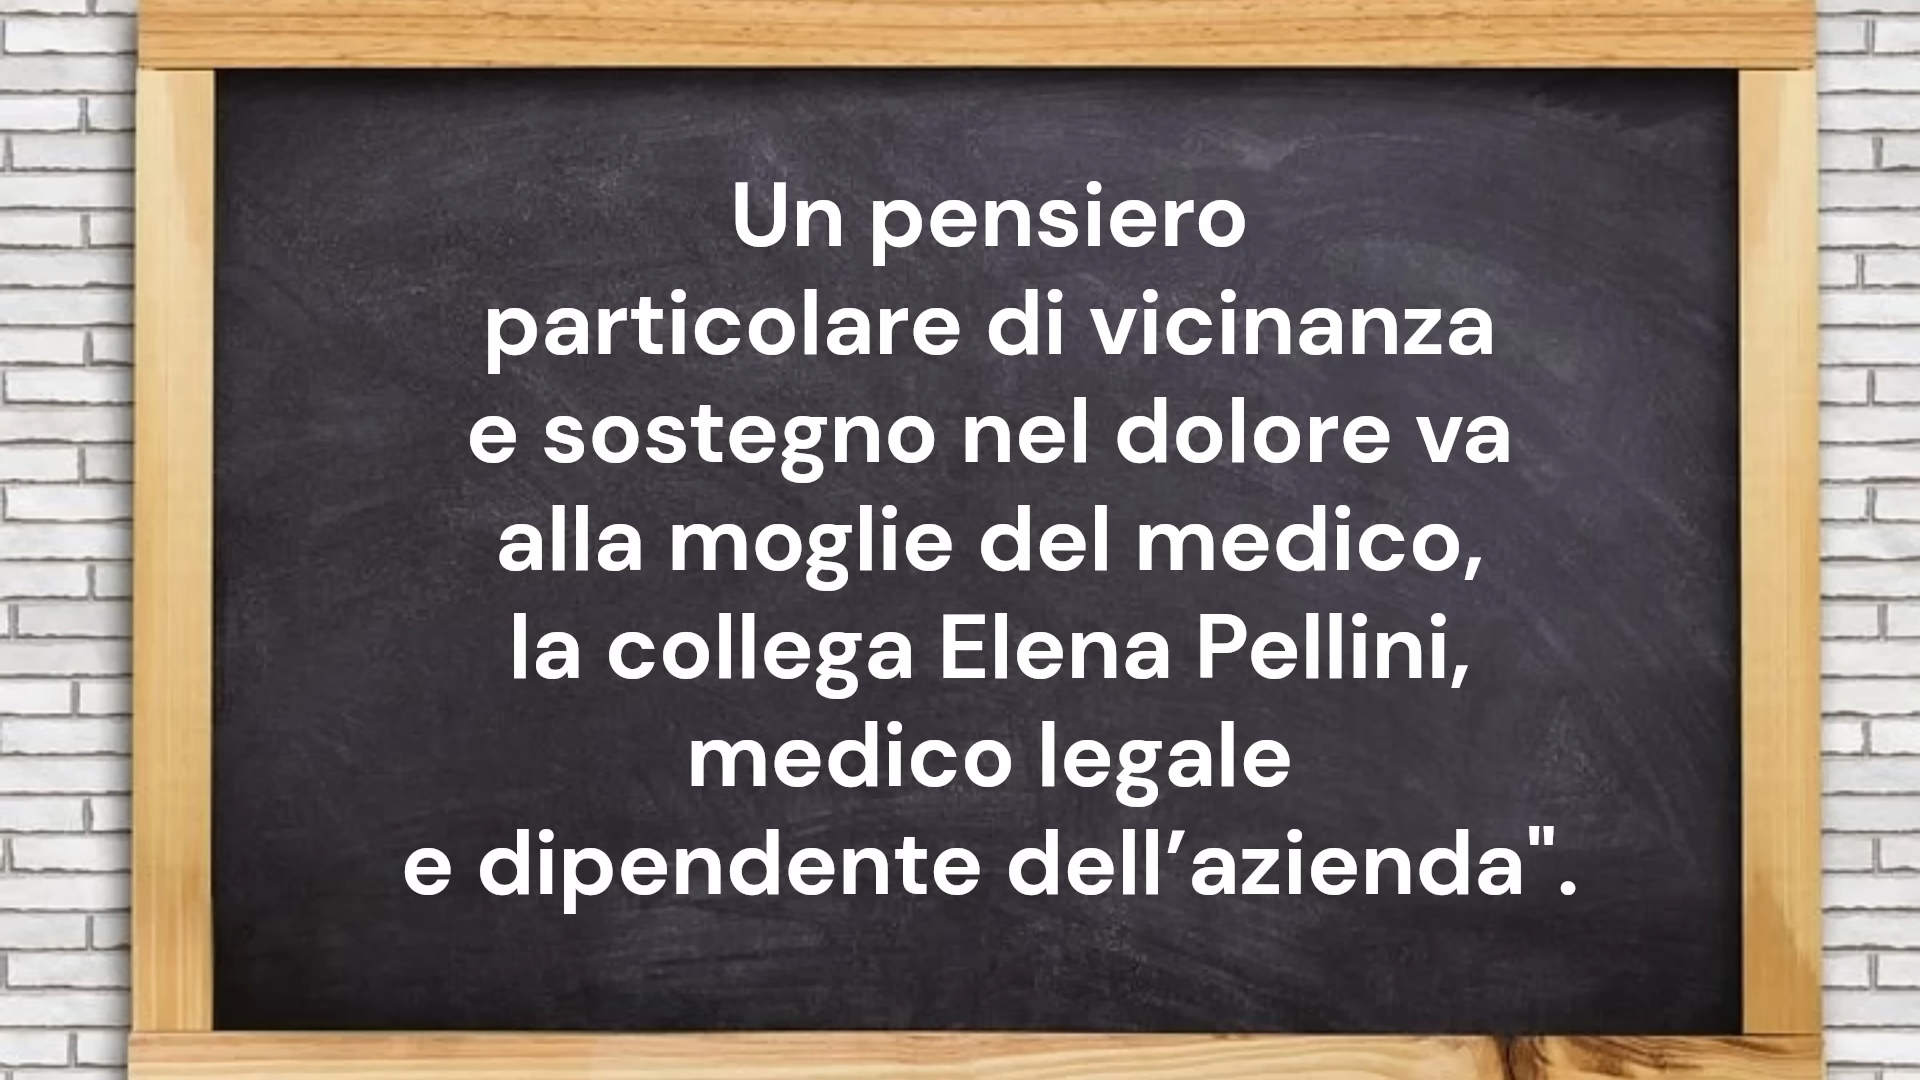 Un pensiero
particolare di vicinanza
e sostegno nel dolore va
alla moglie del medico,
la collega Elena Pellini,
medico legale
e dipendente dell’azienda".